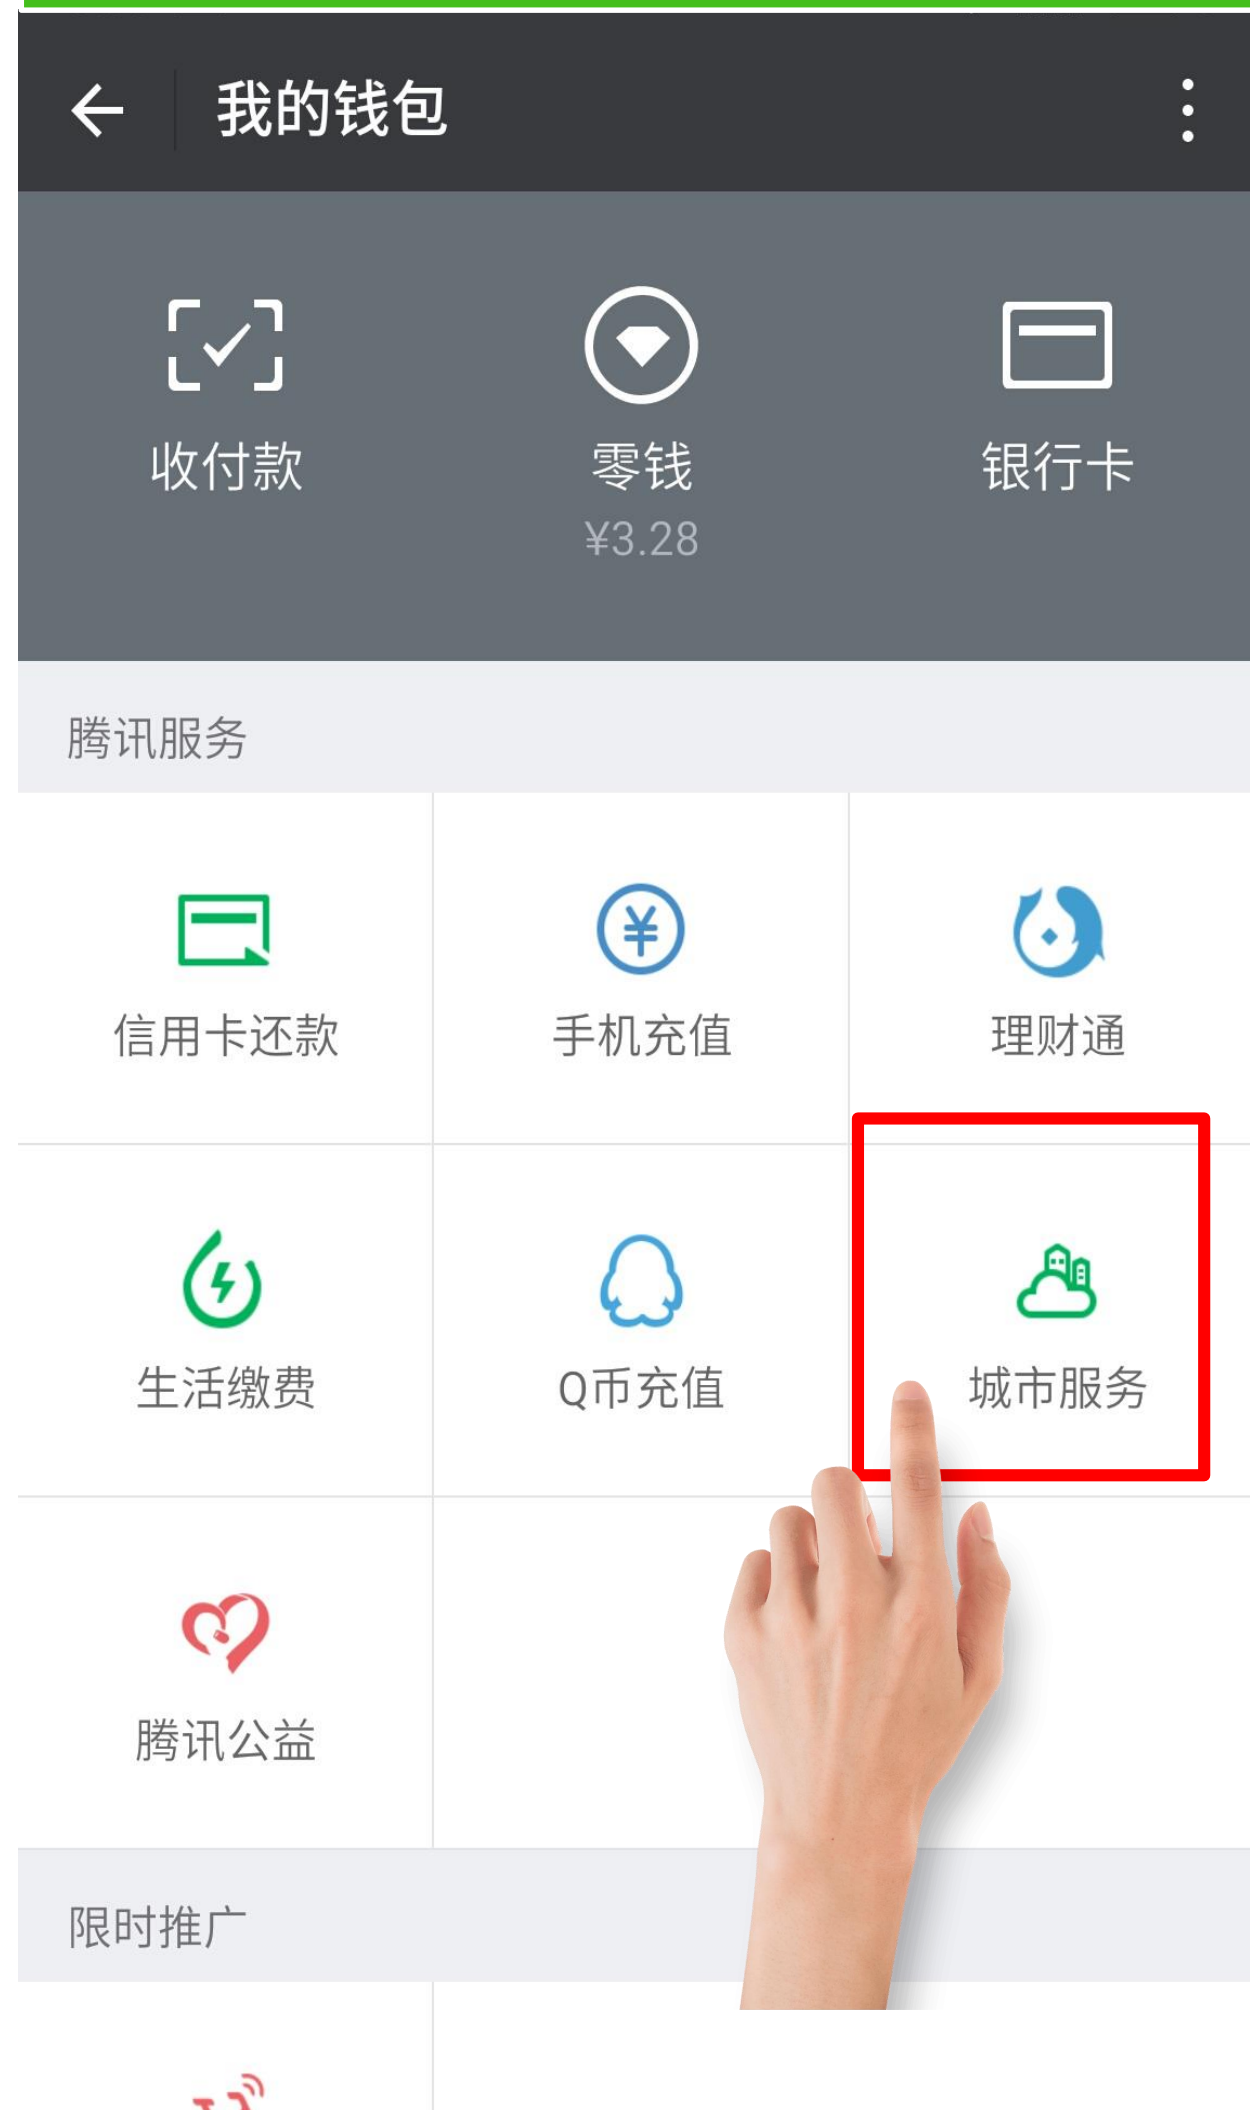 我的钱包
收付款 零钱 银行卡
¥3.28
腾讯服务
信用卡还款 手机充值 理财通
生活缴费 Q币充值 城市服务
腾讯公益
限时推广